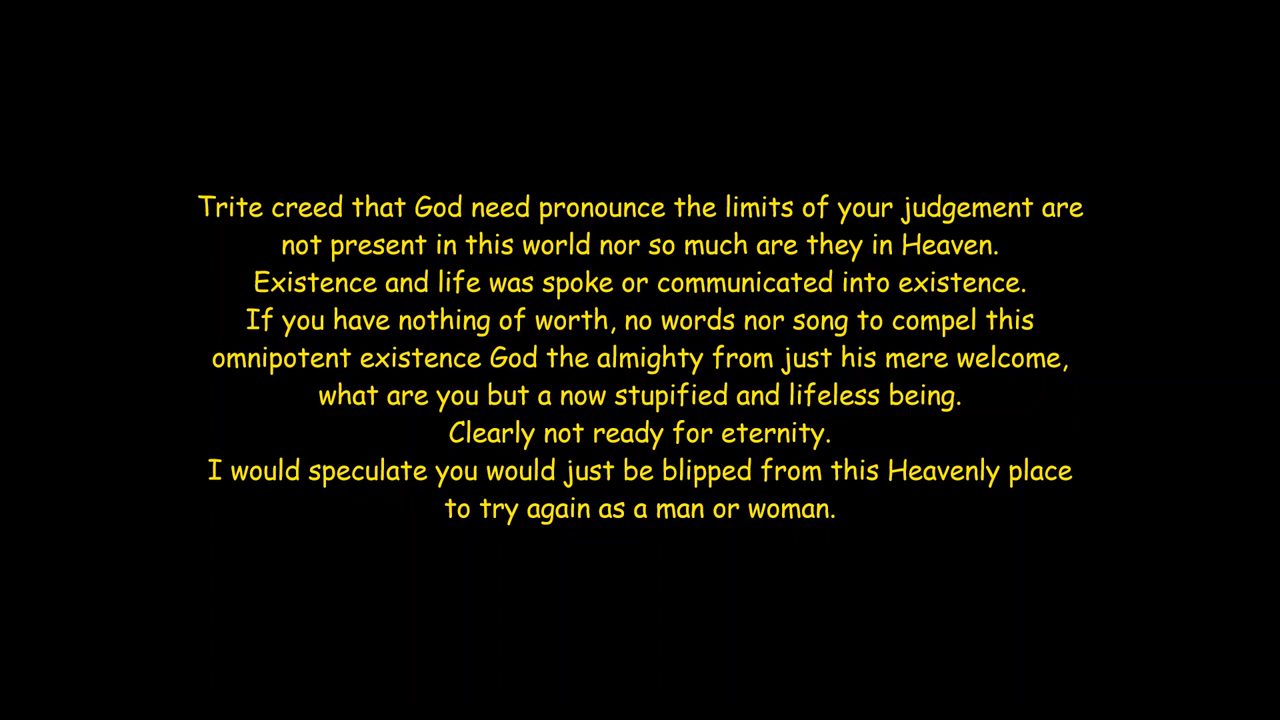 Trite creed that God need pronounce the limits of your judgement are
not present in this world nor so much are they in Heaven.
Existence and life was spoke or communicated into existence.
If you have nothing of worth, no words nor song to compel this
omnipotent existence God the almighty from just his mere welcome,
what are you but a now stupified and lifeless being.
Clearly not ready for eternity.
I would speculate you would just be blipped from this Heavenly place
to try again as a man or woman.